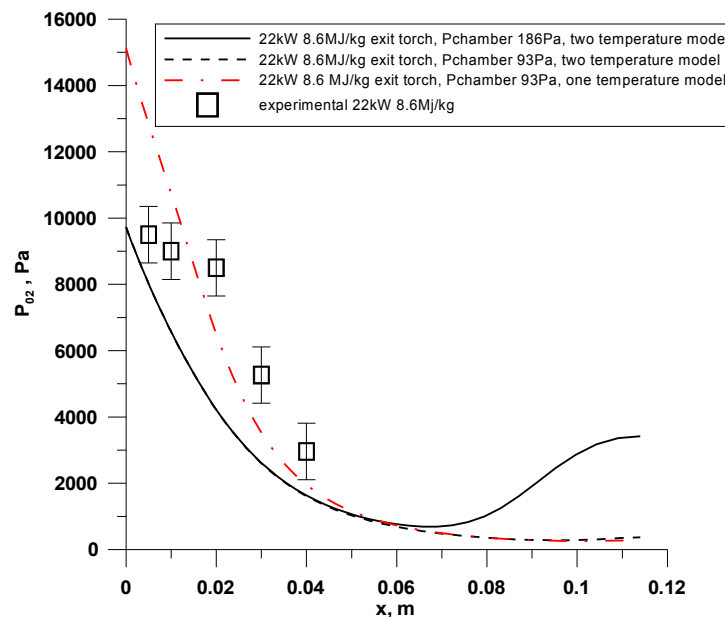 22kW 8.6MJ/kg exit torch, Pchamber 186Pa, two temperature model
22kW 8.6MJ/kg exit torch, Pchamber 93Pa, two temperature model
22kW 8.6 MJ/kg exit torch, Pchamber 93Pa, one temperature model
experimental 22kW 8.6Mj/kg
16000
14000
12000
10000
8000
6000
4000
2000
0
P02 , Pa
0 0.02 0.04 0.06 0.08 0.1 0.12
x, m